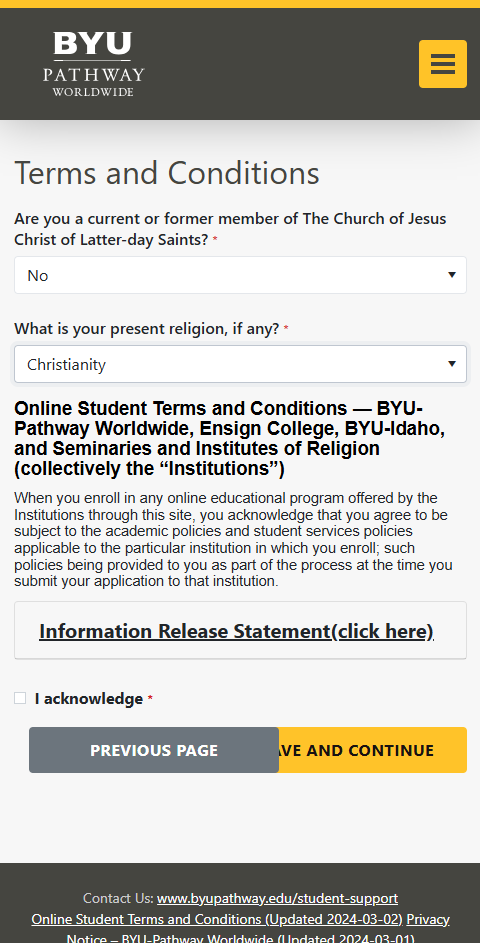 BYU
PATHWAY
WORLDWIDE
Terms and Conditions
Are you a current or former member of The Church of Jesus
Christ of Latter-day Saints? *
No
What is your present religion, if any? *
Christianity
Online Student Terms and Conditions — BYU-
Pathway Worldwide, Ensign College, BYU-Idaho,
and Seminaries and Institutes of Religion
(collectively the “Institutions”)
When you enroll in any online educational program offered by the
Institutions through this site, you acknowledge that you agree to be
subject to the academic policies and student services policies
applicable to the particular institution in which you enroll; such
policies being provided to you as part of the process at the time you
submit your application to that institution.
Information Release Statement(click here)
I acknowledge *
PREVIOUS PAGE AVE AND CONTINUE
Contact Us: www.byupathway.edu/student-support
Online Student Terms and Conditions (Updated 2024-03-02) Privacy
Notice – BYU-Pathway Worldwide (Updated 2024-03-01)